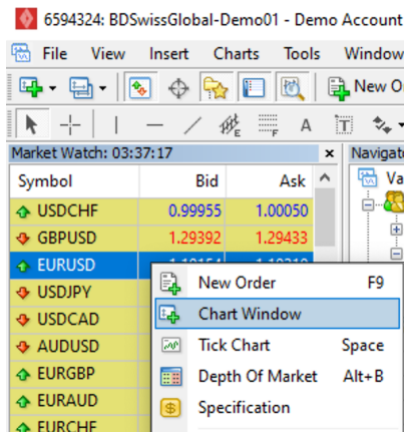 6594324: BDSwissGlobal-Demo01 - Demo Account
File View Insert Charts Tools Window
New O
A T
Market Watch: 03:37:17 × Navigat
Symbol Bid Ask Va
USDCHF 0.99955 1.00050
GBPUSD 1.29392 1.29433
EURUSD
USDJPY New Order F9
USDCAD Chart Window
AUDUSD Tick Chart Space
EURGBP Depth Of Market Alt+B
EURAUD Specification
EURCHF